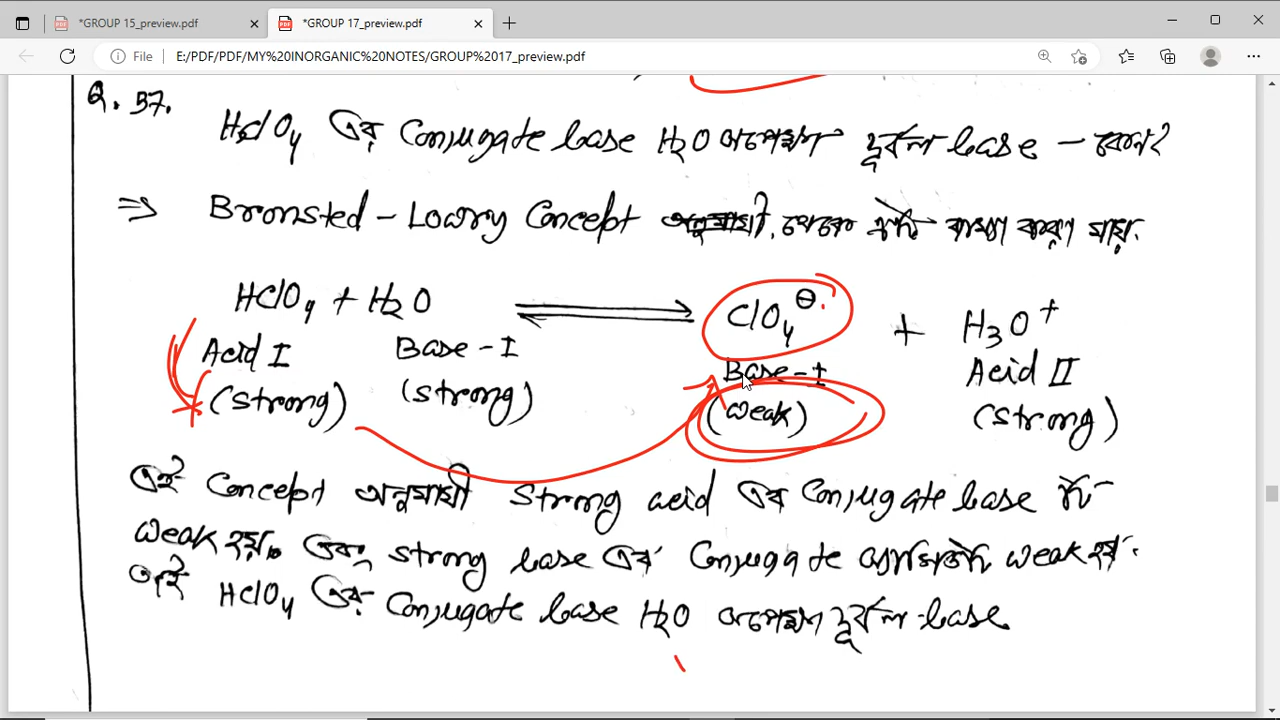 *GROUP 15_preview.pdf
*GROUP 17_preview.pdf
File
E:/PDF/PDF/MY%20INORGANIC%20NOTES/GROUP%2017_preview.pdf
Q. 37.
HClO4 এর Conjugate base H2O অপেক্ষা দুর্বল base – কেন?
⇒ Bronsted – Lowry Concept অনুযায়ী, থেকে ব্যাখ্যা করা যায়.
HClO4 + H2O ⇌ ClO4⊖ + H3O+
Acid I Base - I Base - I Acid II
(strong) (strong) (weak) (strong)
এই Concept অনুযায়ী strong acid এর Conjugate base টি
weak হয়. এবং strong base এর Conjugate অ্যাসিডটি weak হয়.
তাই HClO4 এর Conjugate base H2O অপেক্ষা দুর্বল base